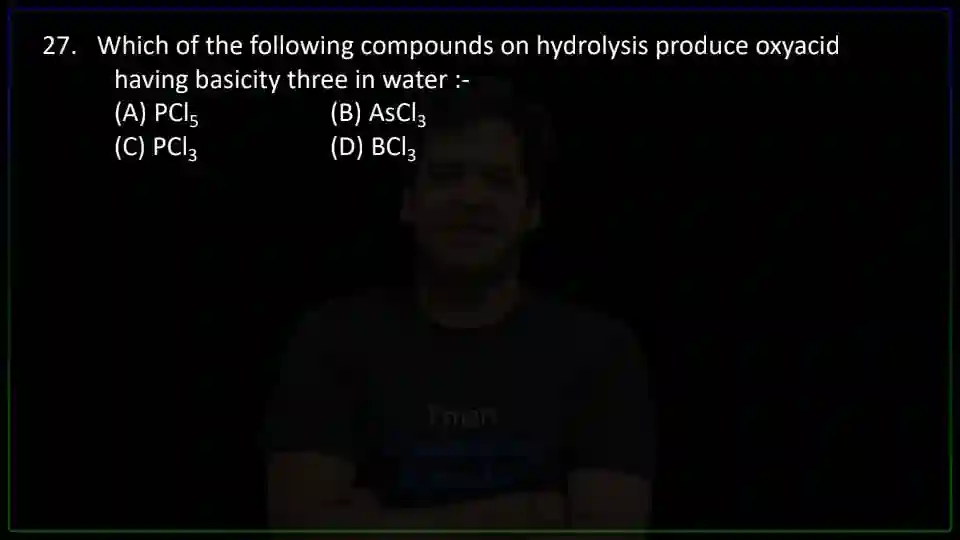 27. Which of the following compounds on hydrolysis produce oxyacid
having basicity three in water :-
(A) PCl₅ (B) AsCl₃
(C) PCl₃ (D) BCl₃